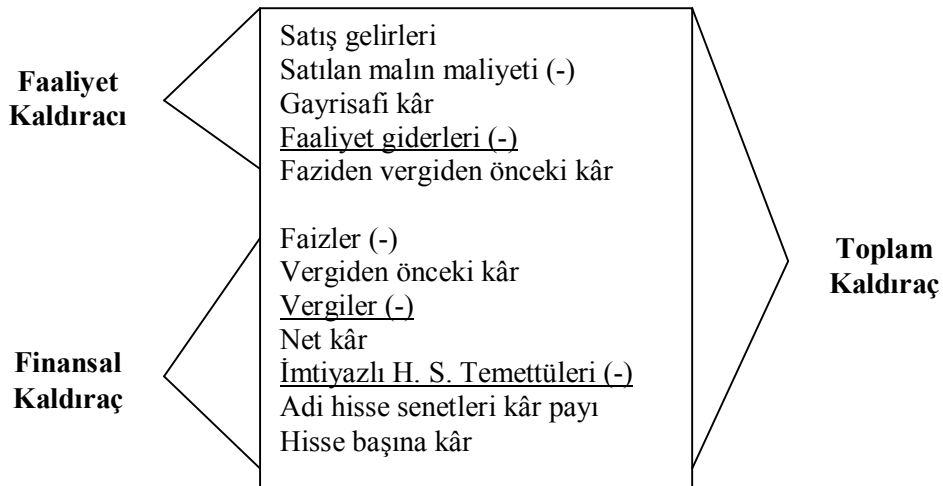 Faaliyet
Kaldıracı
Satış gelirleri
Satılan malın maliyeti (-)
Gayrisafi kâr
Faaliyet giderleri (-)
Faziden vergiden önceki kâr
Finansal
Kaldıraç
Faizler (-)
Vergiden önceki kâr
Vergiler (-)
Net kâr
İmtiyazlı H. S. Temettüleri (-)
Adi hisse senetleri kâr payı
Hisse başına kâr
Toplam
Kaldıraç